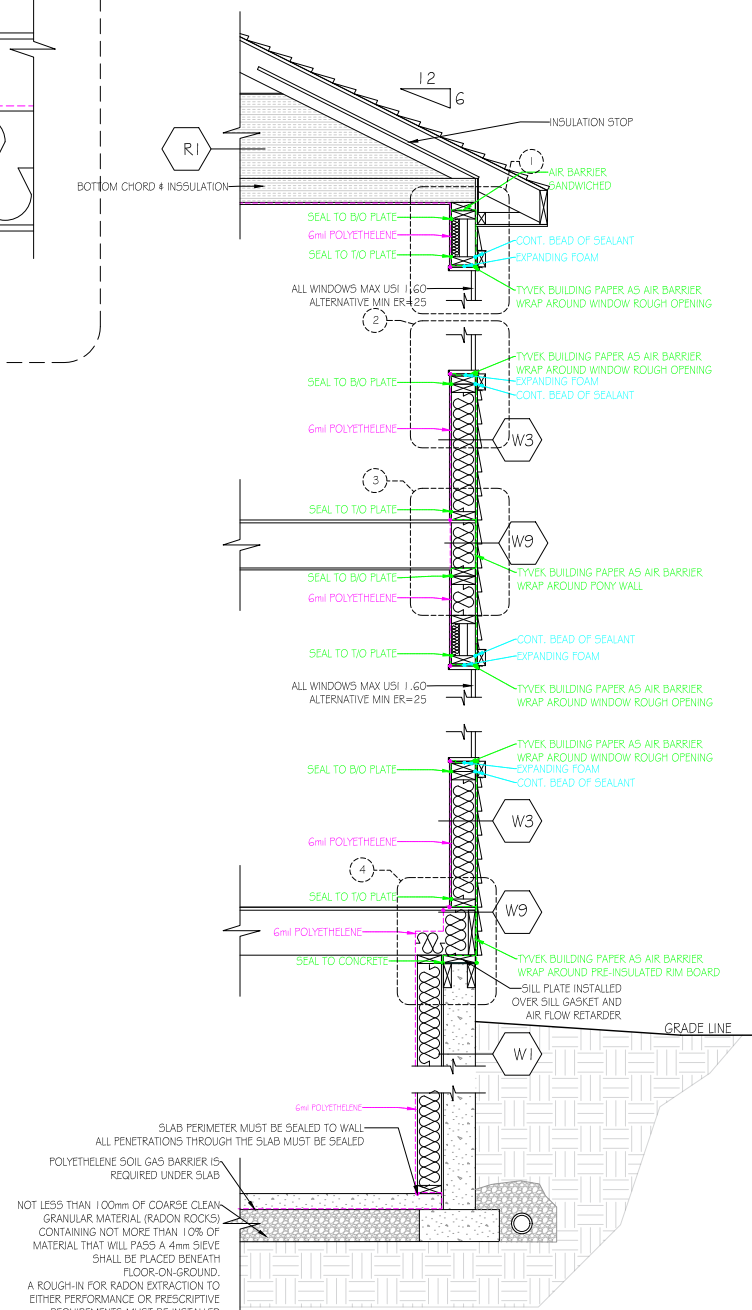 12
6
INSULATION STOP
R1
1
AIR BARRIER
SANDWICHED
BOTTOM CHORD & INSSULATION
SEAL TO B/O PLATE
6mil POLYETHELENE
CONT. BEAD OF SEALANT
SEAL TO T/O PLATE
EXPANDING FOAM
ALL WINDOWS MAX USI 1.60
ALTERNATIVE MIN ER=25
TYVEK BUILDING PAPER AS AIR BARRIER
WRAP AROUND WINDOW ROUGH OPENING
2
TYVEK BUILDING PAPER AS AIR BARRIER
WRAP AROUND WINDOW ROUGH OPENING
SEAL TO B/O PLATE
EXPANDING FOAM
CONT. BEAD OF SEALANT
6mil POLYETHELENE
W3
3
SEAL TO T/O PLATE
W9
SEAL TO B/O PLATE
TYVEK BUILDING PAPER AS AIR BARRIER
WRAP AROUND PONY WALL
6mil POLYETHELENE
CONT. BEAD OF SEALANT
SEAL TO T/O PLATE
EXPANDING FOAM
ALL WINDOWS MAX USI 1.60
ALTERNATIVE MIN ER=25
TYVEK BUILDING PAPER AS AIR BARRIER
WRAP AROUND WINDOW ROUGH OPENING
TYVEK BUILDING PAPER AS AIR BARRIER
WRAP AROUND WINDOW ROUGH OPENING
SEAL TO B/O PLATE
EXPANDING FOAM
CONT. BEAD OF SEALANT
W3
6mil POLYETHELENE
4
SEAL TO T/O PLATE
W9
6mil POLYETHELENE
SEAL TO CONCRETE
TYVEK BUILDING PAPER AS AIR BARRIER
WRAP AROUND PRE-INSULATED RIM BOARD
SILL PLATE INSTALLED
OVER SILL GASKET AND
AIR FLOW RETARDER
GRADE LINE
W1
6mil POLYETHELENE
SLAB PERIMETER MUST BE SEALED TO WALL
ALL PENETRATIONS THROUGH THE SLAB MUST BE SEALED
POLYETHELENE SOIL GAS BARRIER IS
REQUIRED UNDER SLAB
NOT LESS THAN 100mm OF COARSE CLEAN
GRANULAR MATERIAL (RADON ROCKS)
CONTAINING NOT MORE THAN 10% OF
MATERIAL THAT WILL PASS A 4mm SIEVE
SHALL BE PLACED BENEATH
FLOOR-ON-GROUND.
A ROUGH-IN FOR RADON EXTRACTION TO
EITHER PERFORMANCE OR PRESCRIPTIVE
REQUIREMENTS MUST BE INSTALLED